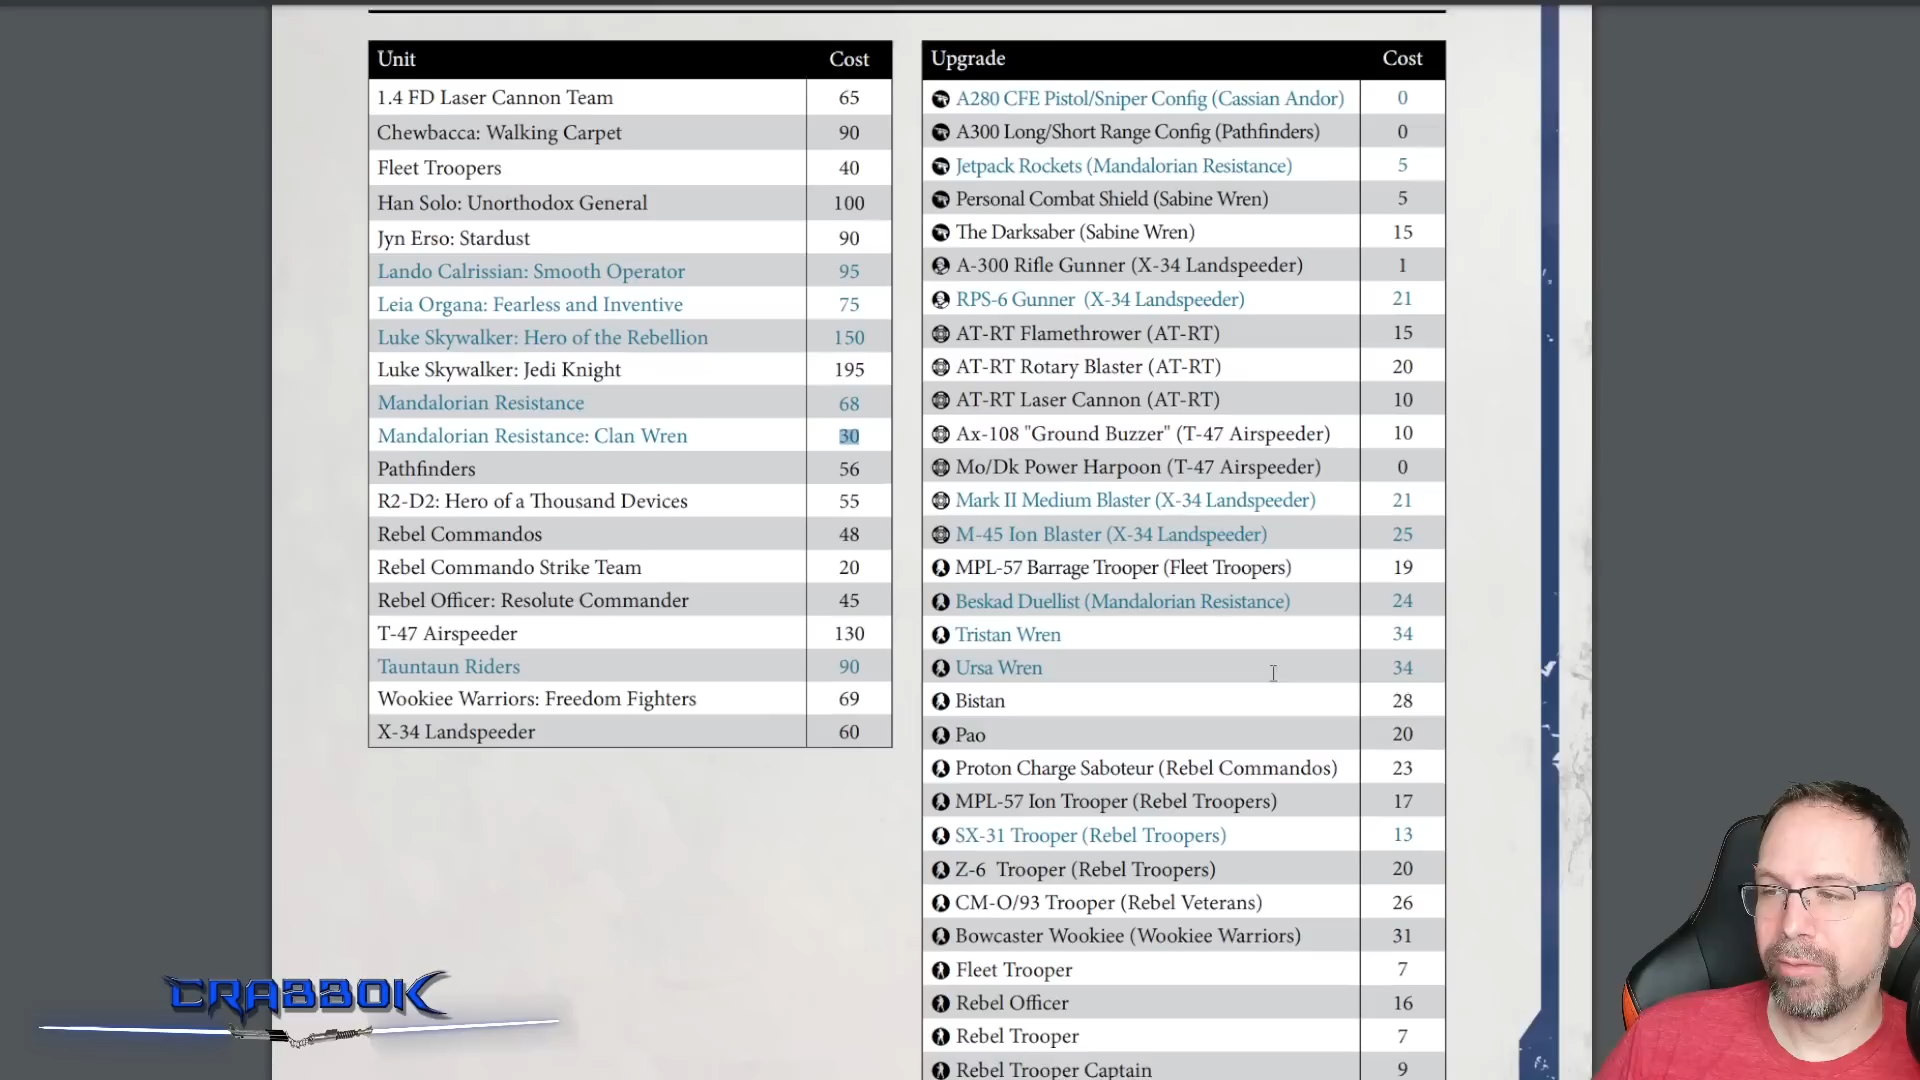 Unit Cost
1.4 FD Laser Cannon Team 65
Chewbacca: Walking Carpet 90
Fleet Troopers 40
Han Solo: Unorthodox General 100
Jyn Erso: Stardust 90
Lando Calrissian: Smooth Operator 95
Leia Organa: Fearless and Inventive 75
Luke Skywalker: Hero of the Rebellion 150
Luke Skywalker: Jedi Knight 195
Mandalorian Resistance 68
Mandalorian Resistance: Clan Wren 30
Pathfinders 56
R2-D2: Hero of a Thousand Devices 55
Rebel Commandos 48
Rebel Commando Strike Team 20
Rebel Officer: Resolute Commander 45
T-47 Airspeeder 130
Tauntaun Riders 90
Wookiee Warriors: Freedom Fighters 69
X-34 Landspeeder 60
Upgrade Cost
A280 CFE Pistol/Sniper Config (Cassian Andor) 0
A300 Long/Short Range Config (Pathfinders) 0
Jetpack Rockets (Mandalorian Resistance) 5
Personal Combat Shield (Sabine Wren) 5
The Darksaber (Sabine Wren) 15
A-300 Rifle Gunner (X-34 Landspeeder) 1
RPS-6 Gunner (X-34 Landspeeder) 21
AT-RT Flamethrower (AT-RT) 15
AT-RT Rotary Blaster (AT-RT) 20
AT-RT Laser Cannon (AT-RT) 10
Ax-108 "Ground Buzzer" (T-47 Airspeeder) 10
Mo/Dk Power Harpoon (T-47 Airspeeder) 0
Mark II Medium Blaster (X-34 Landspeeder) 21
M-45 Ion Blaster (X-34 Landspeeder) 25
MPL-57 Barrage Trooper (Fleet Troopers) 19
Beskad Duellist (Mandalorian Resistance) 24
Tristan Wren 34
Ursa Wren 34
Bistan 28
Pao 20
Proton Charge Saboteur (Rebel Commandos) 23
MPL-57 Ion Trooper (Rebel Troopers) 17
SX-31 Trooper (Rebel Troopers) 13
Z-6 Trooper (Rebel Troopers) 20
CM-O/93 Trooper (Rebel Veterans) 26
Bowcaster Wookiee (Wookiee Warriors) 31
Fleet Trooper 7
Rebel Officer 16
Rebel Trooper 7
Rebel Trooper Captain 9
CRABBOK